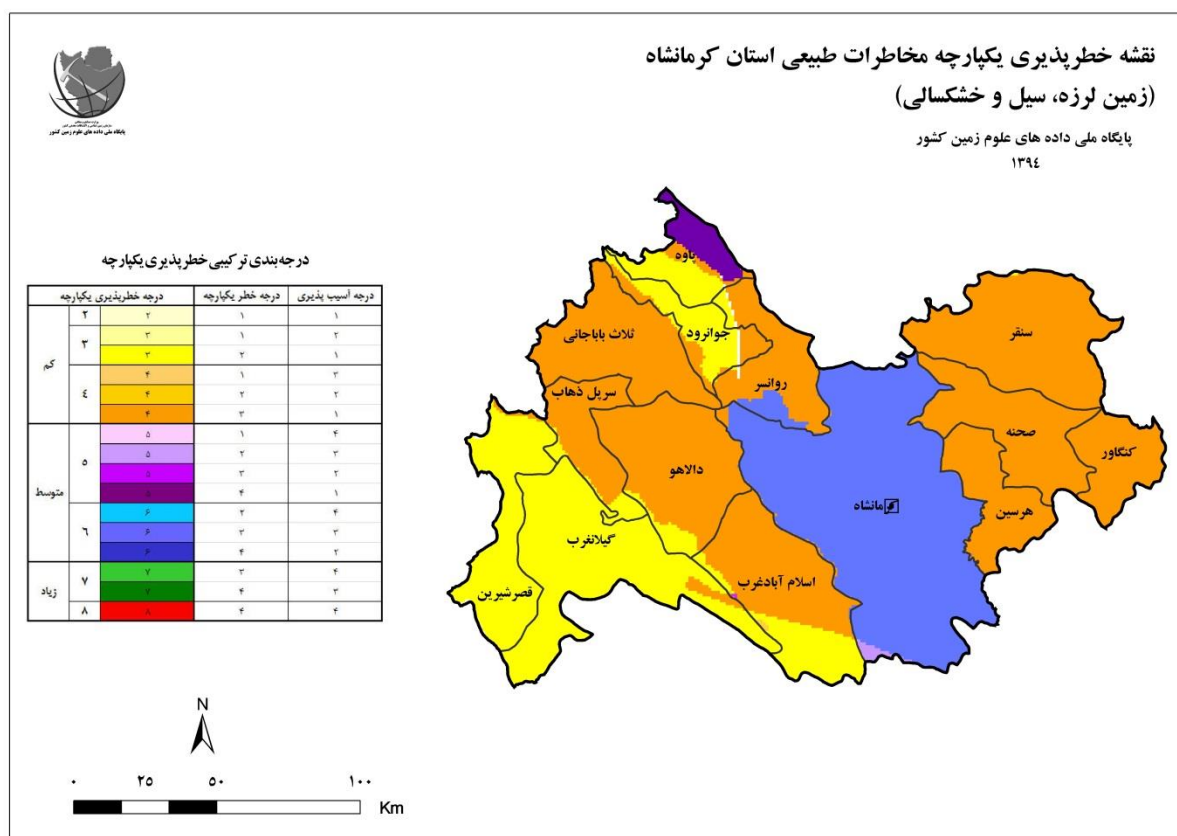 نقشه خطرپذیری یکپارچه مخاطرات طبیعی استان کرمانشاه
(زمین لرزه، سیل و خشکسالی)
پایگاه ملی داده های علوم زمین کشور
۱۳۹٤
پایگاه ملی داده های علوم زمین کشور
درجه‌بندی ترکیبی خطرپذیری یکپارچه
درجه آسیب پذیری درجه خطر یکپارچه درجه خطرپذیری یکپارچه
۱ ۱ ۲ ۲
۲ ۱ ۳ ۳
۱ ۲ ۳
کم
۳ ۱ ۴ ٤
۲ ۲ ۴
۱ ۳ ۴
۴ ۱ ۵ ۵
۳ ۲ ۵
۲ ۳ ۵
۱ ۴ ۵
متوسط
۴ ۲ ۶ ٦
۳ ۳ ۶
۲ ۴ ۶
۴ ۳ ۷ ۷
۳ ۴ ۷
زیاد
۴ ۴ ۸ ۸
پاوه
جوانرود
ثلاث باباجانی
روانسر
سنقر
سرپل ذهاب
صحنه
کنگاور
دالاهو
مانشاه
هرسین
گیلانغرب
اسلام آبادغرب
قصرشیرین
N
۰ ۲۵ ۵۰ ۱۰۰
Km